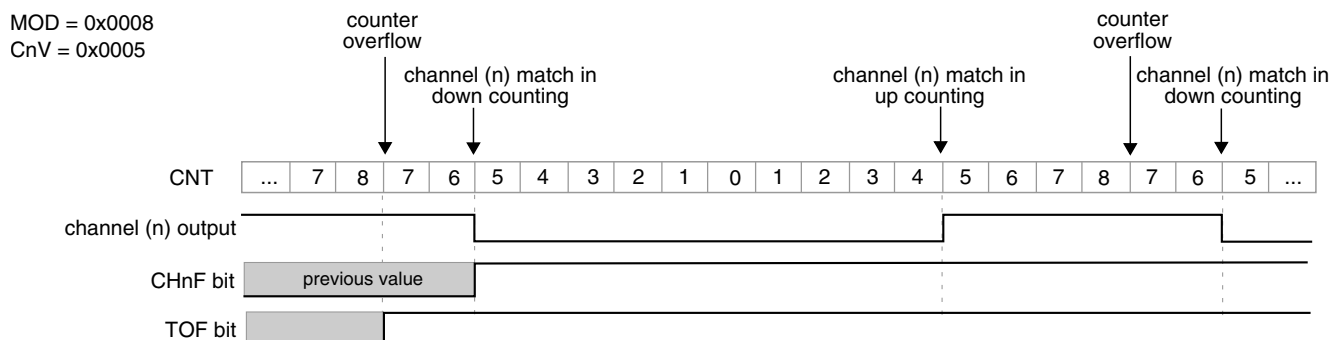 MOD = 0x0008
CnV = 0x0005
counter
overflow
channel (n) match in
down counting
channel (n) match in
up counting
counter
overflow
channel (n) match in
down counting
CNT ... 7 8 7 6 5 4 3 2 1 0 1 2 3 4 5 6 7 8 7 6 5 ...
channel (n) output
CHnF bit previous value
TOF bit